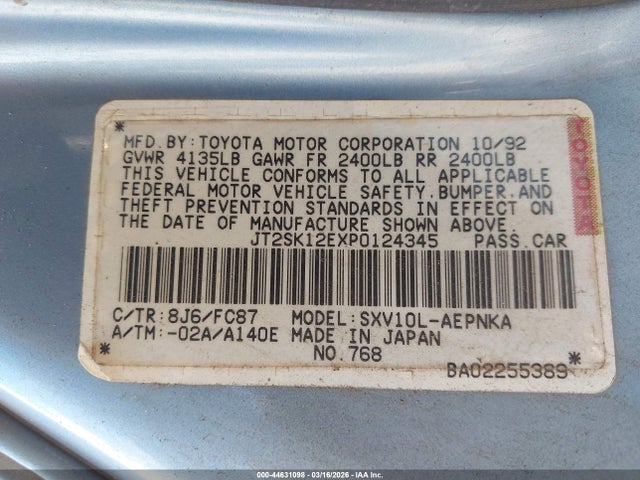 MFD.BY:TOYOTA MOTOR CORPORATION 10/92
GVWR 4135LB GAWR FR 2400LB RR 2400LB
THIS VEHICLE CONFORMS TO ALL APPLICABLE
FEDERAL MOTOR VEHICLE SAFETY,BUMPER,AND
THEFT PREVENTION STANDARDS IN EFFECT ON
THE DATE OF MANUFACTURE SHOWN ABOVE.
JT2SK12EXP0124345 PASS.CAR
TOYOTA
C/TR:8J6/FC87 MODEL:SXV10L-AEPNKA
A/TM:-02A/A140E MADE IN JAPAN
NO.768
BA02255389
000-44631098 — 03/16/2026 — IAA Inc.